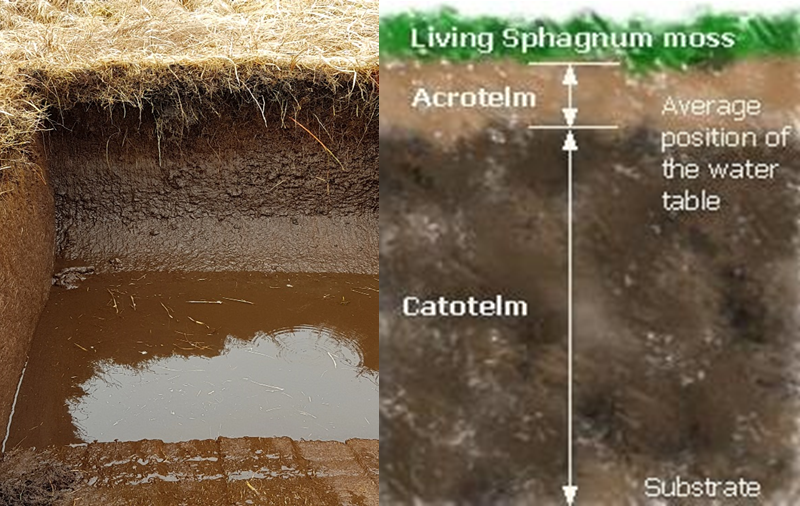 Living Sphagnum moss
Acrotelm
Average
position of
the water
table
Catotelm
Substrate